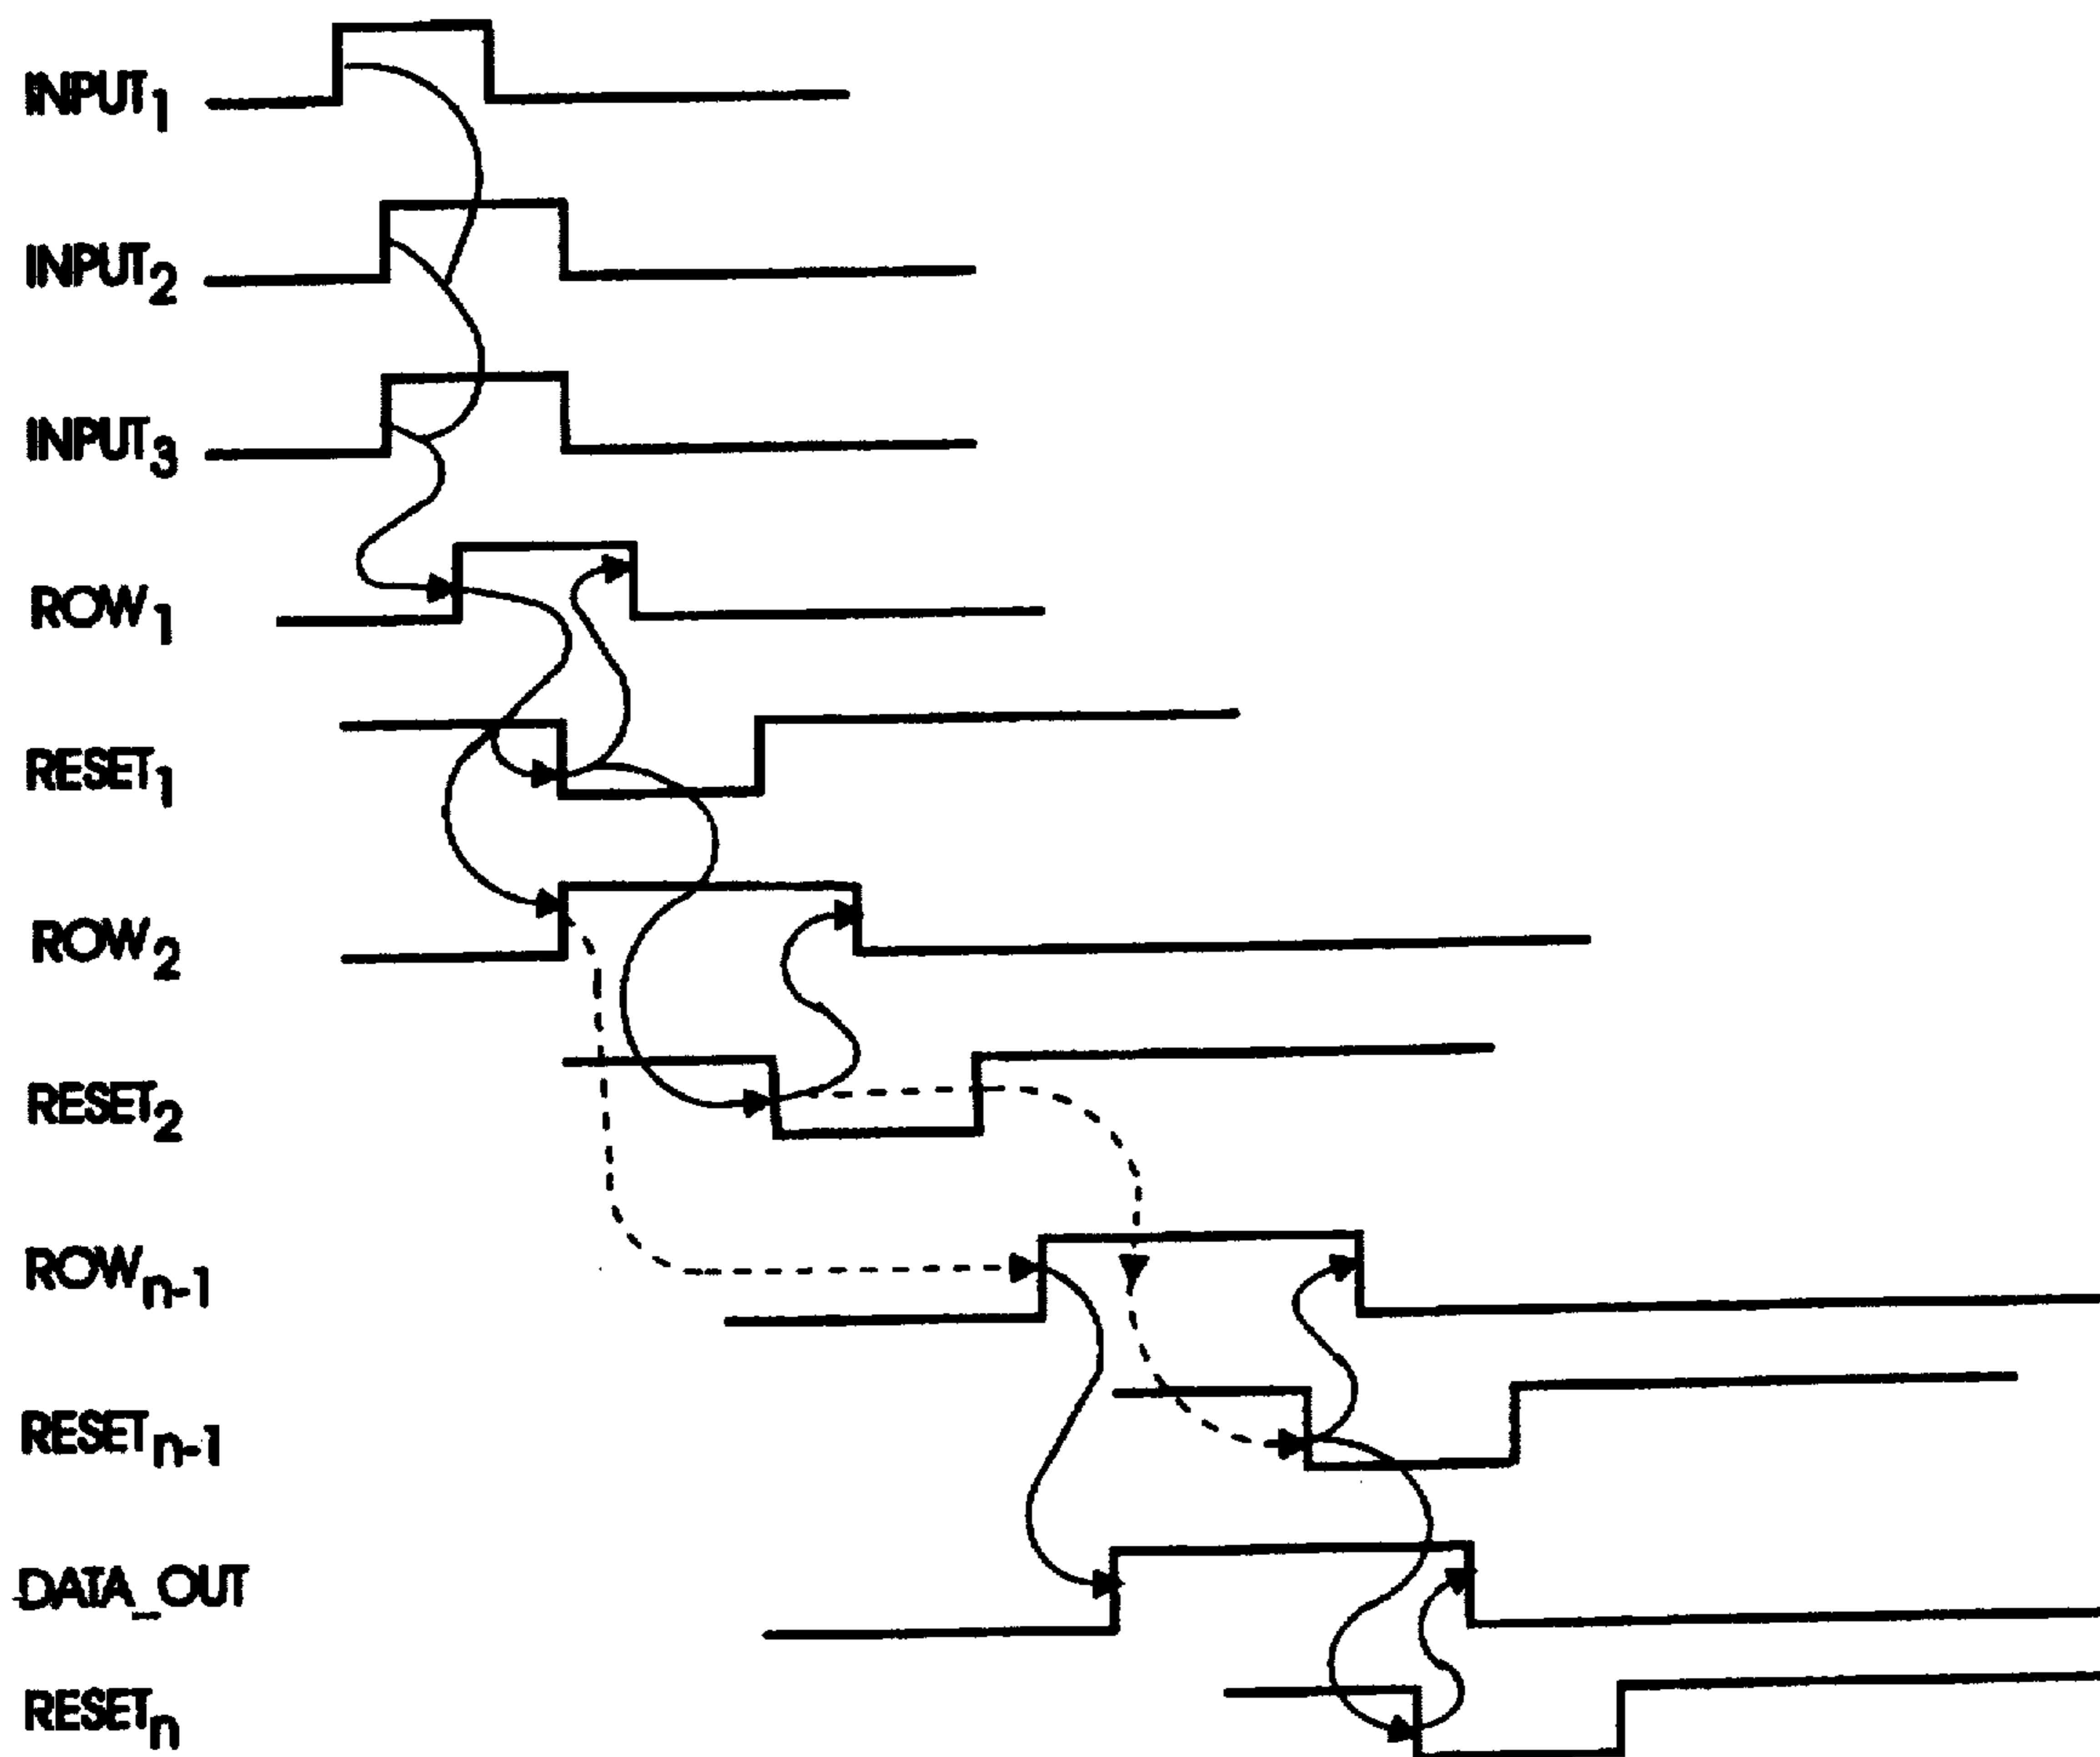 INPUT1
INPUT2
INPUT3
ROW1
RESET1
ROW2
RESET2
ROWn-1
RESETn-1
DATA_OUT
RESETn